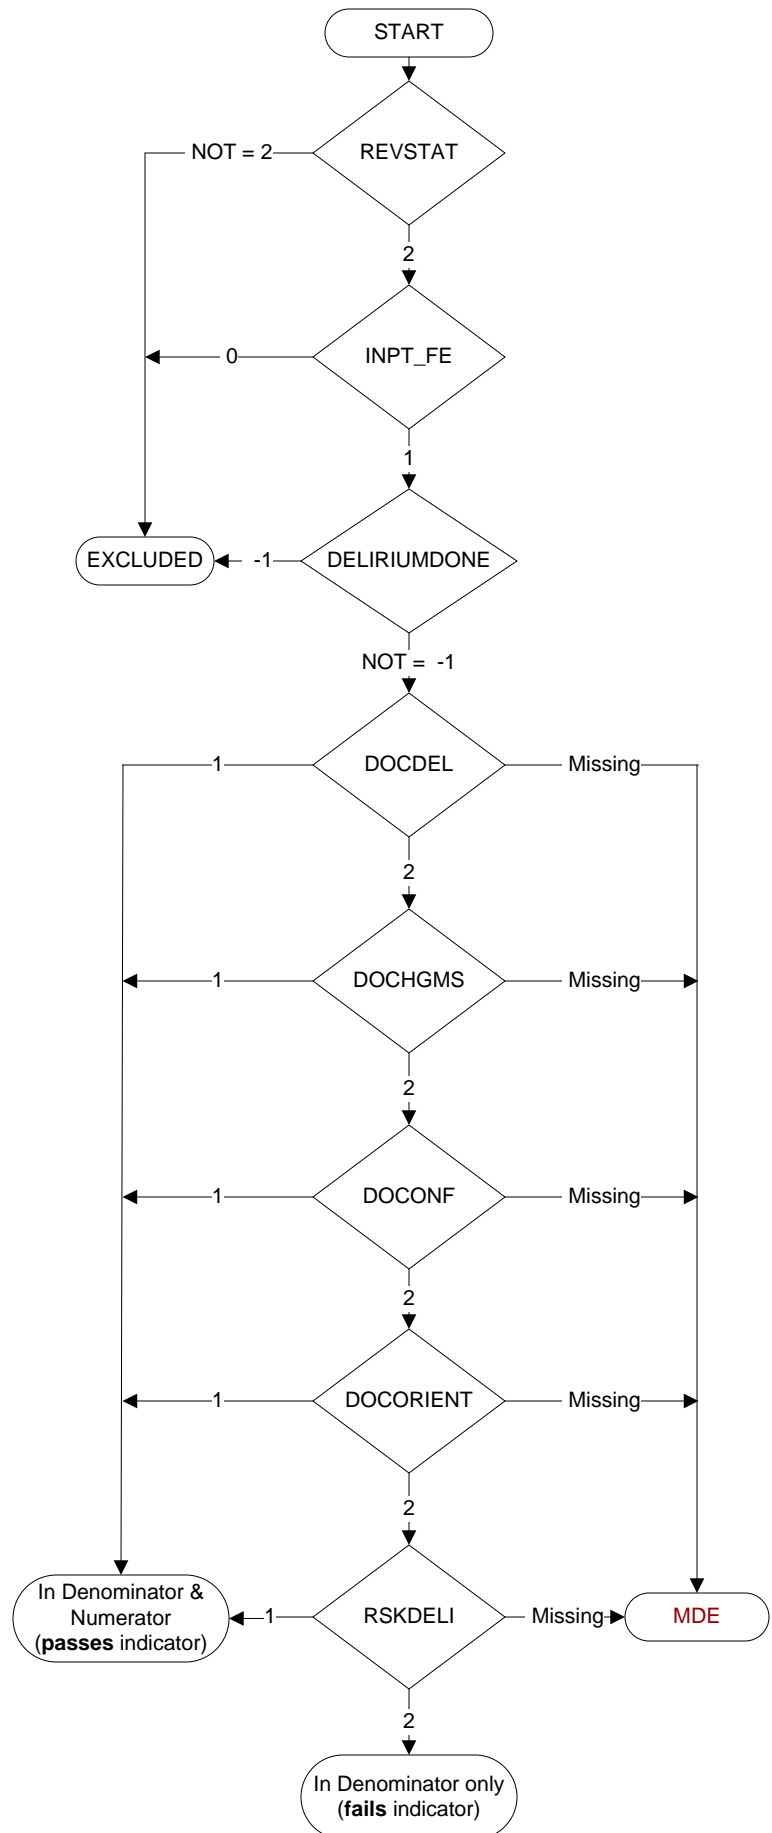 START
REVSTAT
NOT = 2
2
INPT_FE
0
1
DELIRIUMDONE
-1
EXCLUDED
NOT = -1
DOCDEL
1
Missing
2
DOCHGMS
1
Missing
2
DOCONF
1
Missing
2
DOCORIENT
1
Missing
2
In Denominator &
Numerator
(passes indicator)
1
RSKDELI
Missing
MDE
2
In Denominator only
(fails indicator)